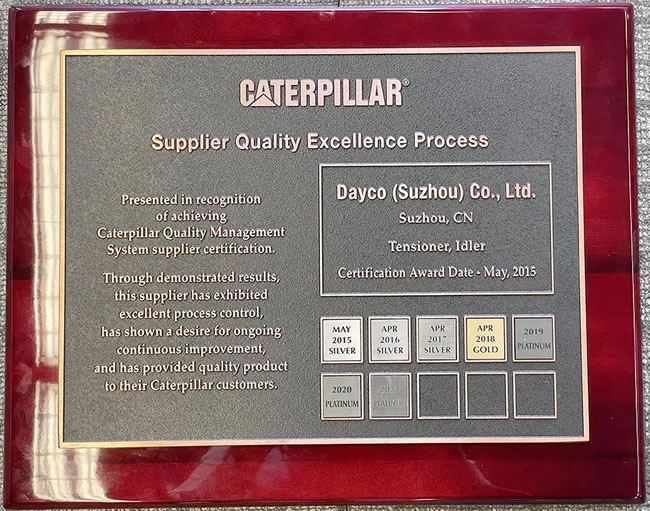 CATERPILLAR®
Supplier Quality Excellence Process
Presented in recognition
of achieving
Caterpillar Quality Management
System supplier certification.
Through demonstrated results,
this supplier has exhibited
excellent process control,
has shown a desire for ongoing
continuous improvement,
and has provided quality product
to their Caterpillar customers.
Dayco (Suzhou) Co., Ltd.
Suzhou, CN
Tensioner, Idler
Certification Award Date - May, 2015
MAY
2015
SILVER
APR
2016
SILVER
APR
2017
SILVER
APR
2018
GOLD
2019
PLATINUM
2020
PLATINUM
PLATINUM